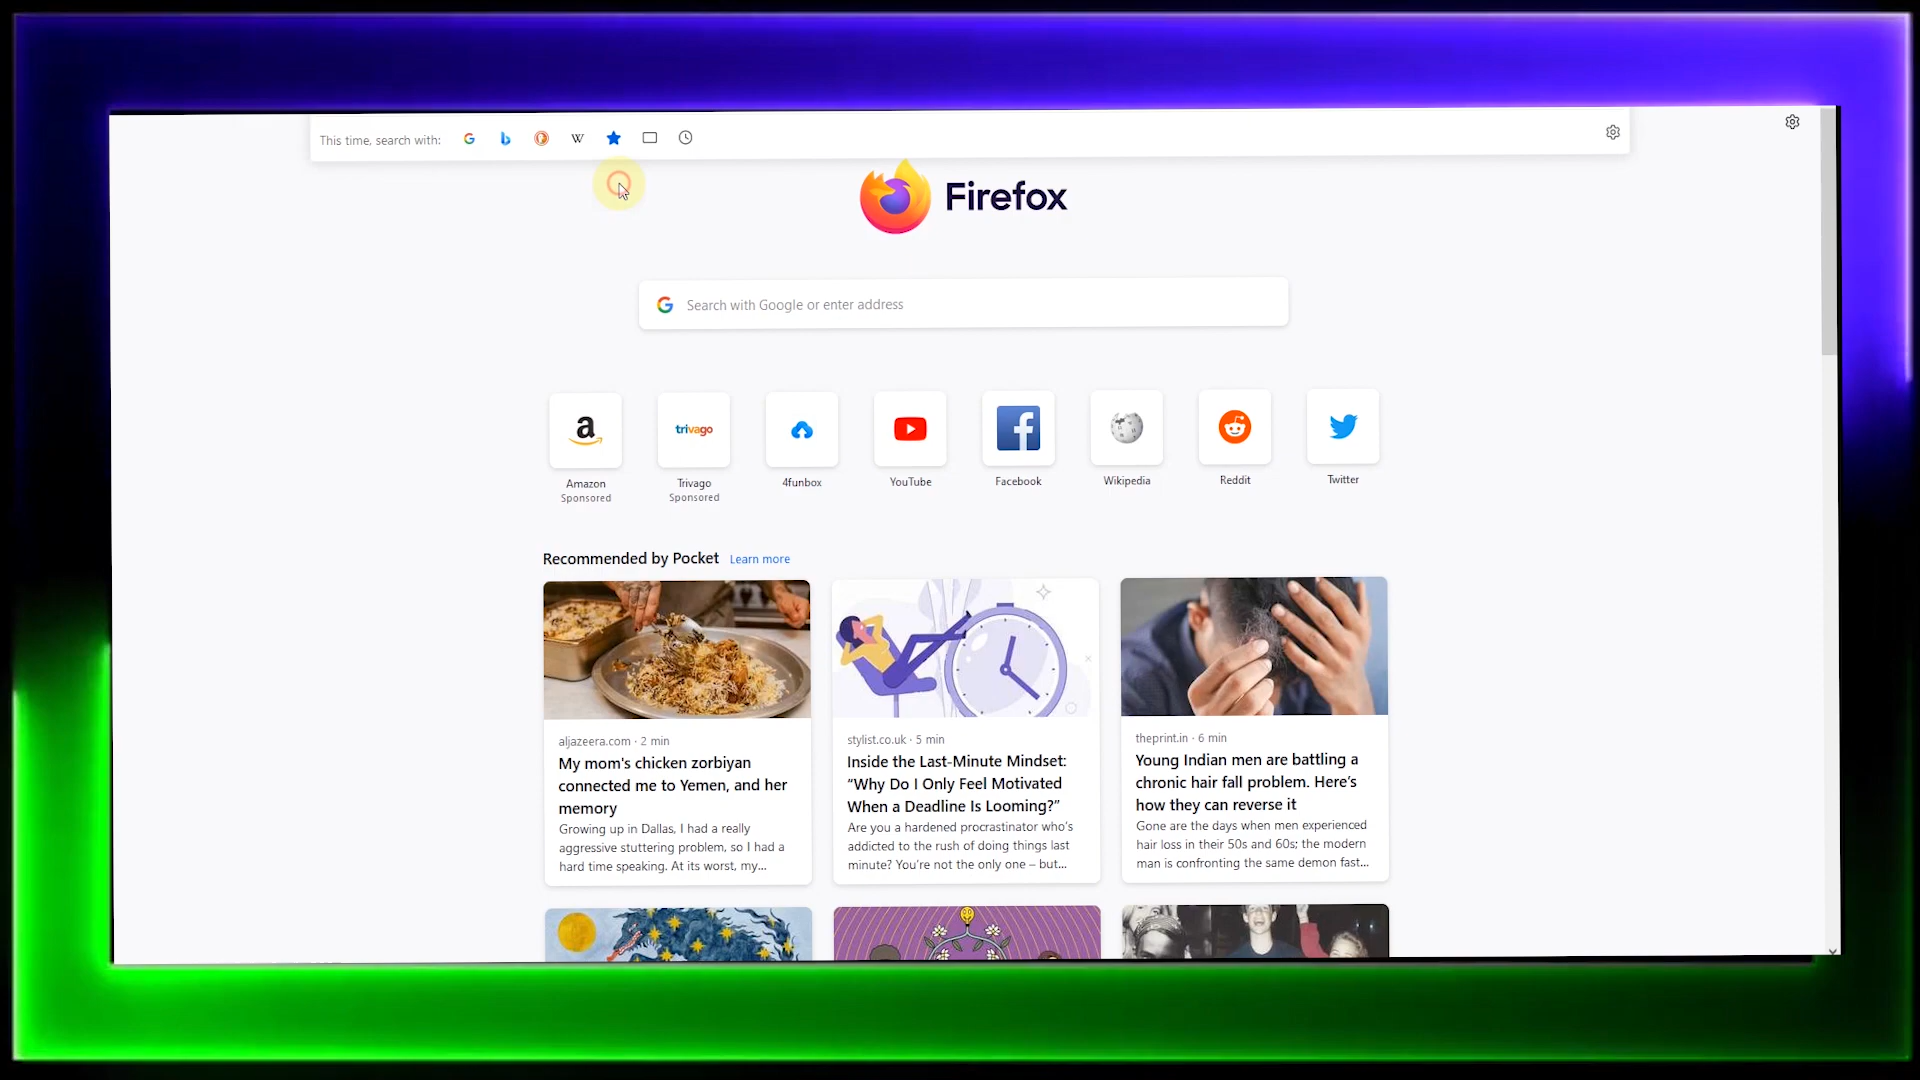 This time, search with:
W
Firefox
Search with Google or enter address
a
trivago
Amazon
Sponsored
Trivago
Sponsored
4funbox
YouTube
Facebook
Wikipedia
Reddit
Twitter
Recommended by Pocket Learn more
aljazeera.com · 2 min
My mom's chicken zorbiyan
connected me to Yemen, and her
memory
Growing up in Dallas, I had a really
aggressive stuttering problem, so I had a
hard time speaking. At its worst, my...
stylist.co.uk · 5 min
Inside the Last-Minute Mindset:
“Why Do I Only Feel Motivated
When a Deadline Is Looming?”
Are you a hardened procrastinator who's
addicted to the rush of doing things last
minute? You're not the only one – but...
theprint.in · 6 min
Young Indian men are battling a
chronic hair fall problem. Here’s
how they can reverse it
Gone are the days when men experienced
hair loss in their 50s and 60s; the modern
man is confronting the same demon fast...